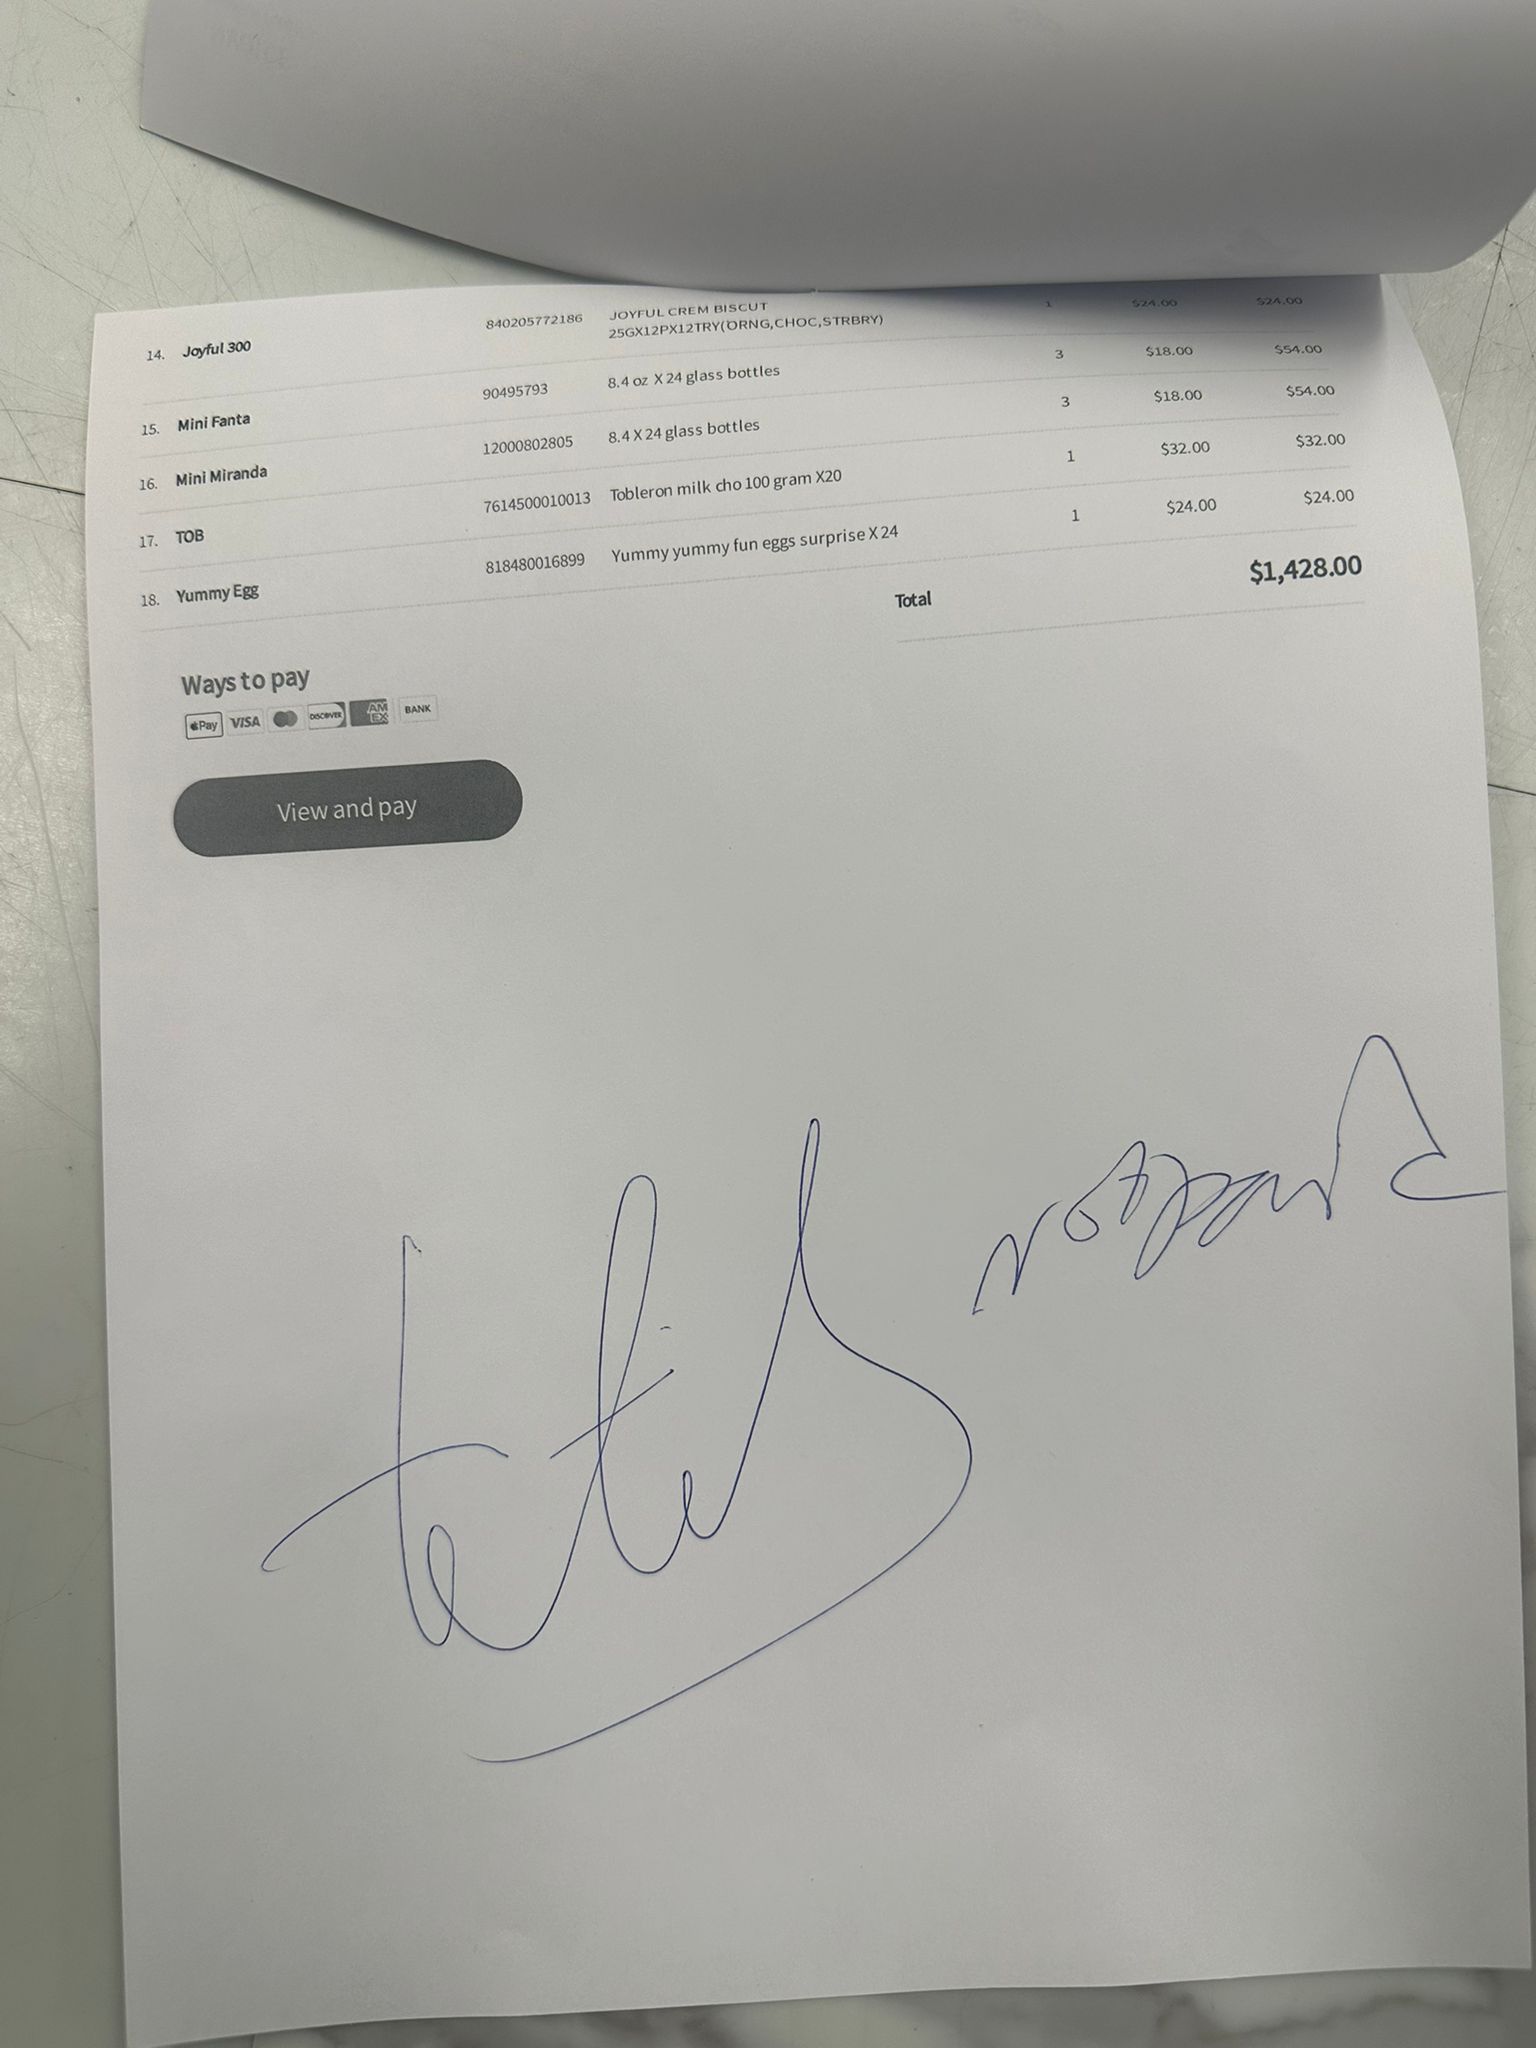 14. Joyful 300 840205772186 JOYFUL CREM BISCUT 1 $24.00 $24.00
25GX12PX12TRY(ORNG,CHOC,STRBRY)
15. Mini Fanta 90495793 8.4 oz X 24 glass bottles 3 $18.00 $54.00
16. Mini Miranda 12000802805 8.4 X 24 glass bottles 3 $18.00 $54.00
17. TOB 7614500010013 Tobleron milk cho 100 gram X20 1 $32.00 $32.00
18. Yummy Egg 818480016899 Yummy yummy fun eggs surprise X 24 1 $24.00 $24.00
Total $1,428.00
Ways to pay
Pay VISA DISCOVER AM EX BANK
View and pay
not paid